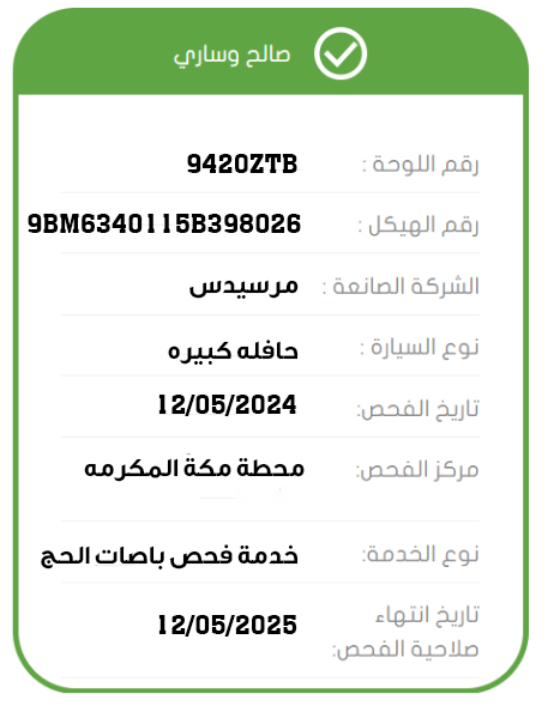 صالح وساري
رقم اللوحة : 9420ZTB
رقم الهيكل : 9BM6340115B398026
الشركة الصانعة : مرسيدس
نوع السيارة : حافله كبيره
تاريخ الفحص: 12/05/2024
مركز الفحص: محطة مكة المكرمه
نوع الخدمة: خدمة فحص باصات الحج
تاريخ انتهاء
صلاحية الفحص: 12/05/2025